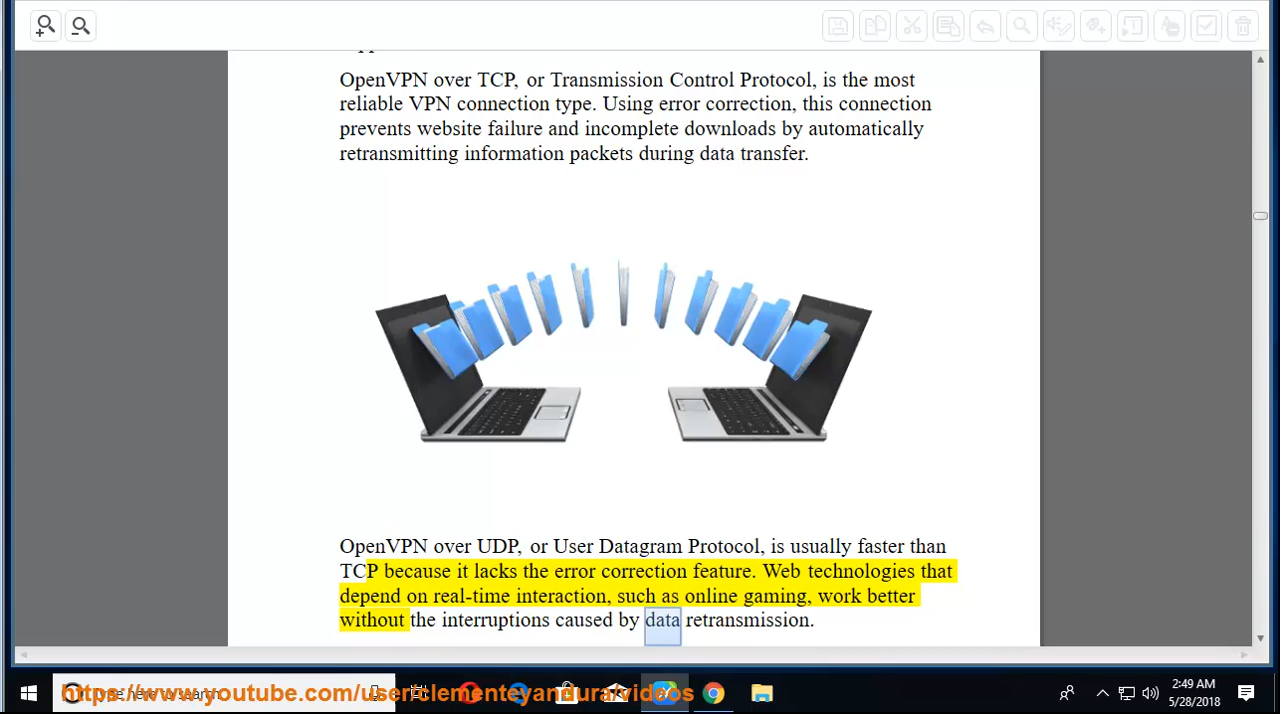 OpenVPN over TCP, or Transmission Control Protocol, is the most
reliable VPN connection type. Using error correction, this connection
prevents website failure and incomplete downloads by automatically
retransmitting information packets during data transfer.
OpenVPN over UDP, or User Datagram Protocol, is usually faster than
TCP because it lacks the error correction feature. Web technologies that
depend on real-time interaction, such as online gaming, work better
without the interruptions caused by data retransmission.
https://www.youtube.com/user/clementeyandura/videos
2:49 AM
5/28/2018